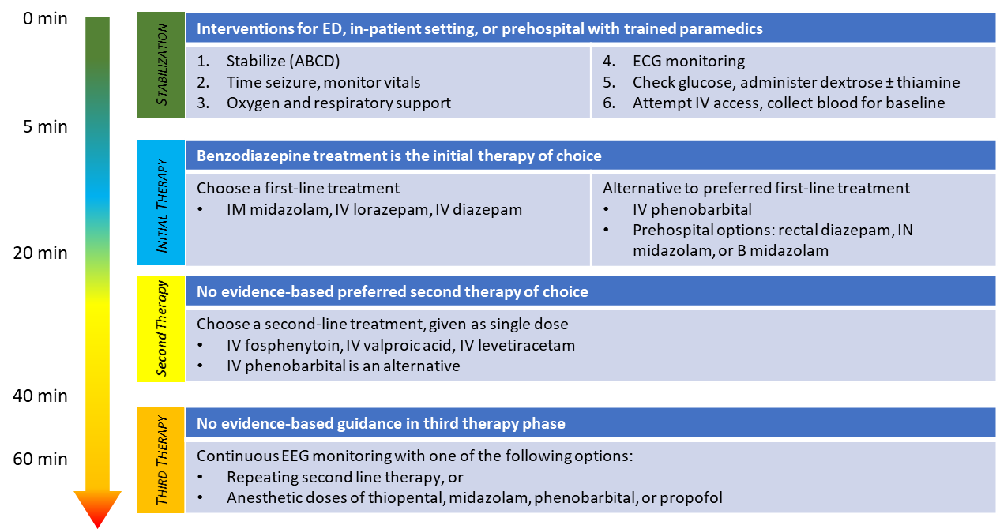 0 min
STABILIZATION
Interventions for ED, in-patient setting, or prehospital with trained paramedics
1. Stabilize (ABCD)
2. Time seizure, monitor vitals
3. Oxygen and respiratory support
4. ECG monitoring
5. Check glucose, administer dextrose ± thiamine
6. Attempt IV access, collect blood for baseline
5 min
INITIAL THERAPY
Benzodiazepine treatment is the initial therapy of choice
Choose a first-line treatment
• IM midazolam, IV lorazepam, IV diazepam
Alternative to preferred first-line treatment
• IV phenobarbital
• Prehospital options: rectal diazepam, IN
midazolam, or B midazolam
20 min
Second Therapy
No evidence-based preferred second therapy of choice
Choose a second-line treatment, given as single dose
• IV fosphenytoin, IV valproic acid, IV levetiracetam
• IV phenobarbital is an alternative
40 min
THIRD THERAPY
No evidence-based guidance in third therapy phase
60 min
Continuous EEG monitoring with one of the following options:
• Repeating second line therapy, or
• Anesthetic doses of thiopental, midazolam, phenobarbital, or propofol